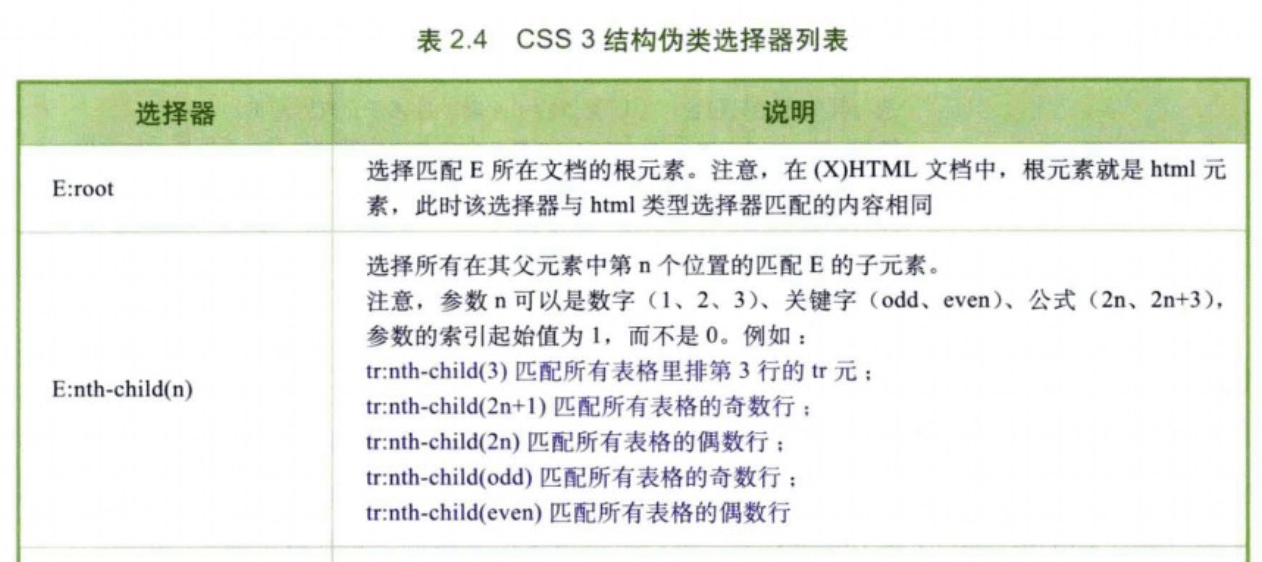 表 2.4 CSS 3 结构伪类选择器列表
选择器 说明
E:root
选择匹配 E 所在文档的根元素。注意，在 (X)HTML 文档中，根元素就是 html 元
素，此时该选择器与 html 类型选择器匹配的内容相同
E:nth-child(n)
选择所有在其父元素中第 n 个位置的匹配 E 的子元素。
注意，参数 n 可以是数字（1、2、3）、关键字（odd、even）、公式（2n、2n+3），
参数的索引起始值为 1，而不是 0。例如：
tr:nth-child(3) 匹配所有表格里排第 3 行的 tr 元；
tr:nth-child(2n+1) 匹配所有表格的奇数行；
tr:nth-child(2n) 匹配所有表格的偶数行；
tr:nth-child(odd) 匹配所有表格的奇数行；
tr:nth-child(even) 匹配所有表格的偶数行